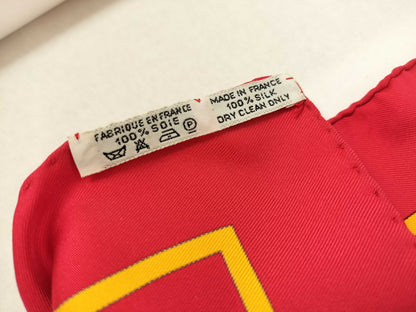 FABRIQUE EN FRANCE
100% SOIE
P
MADE IN FRANCE
100% SILK
DRY CLEAN ONLY